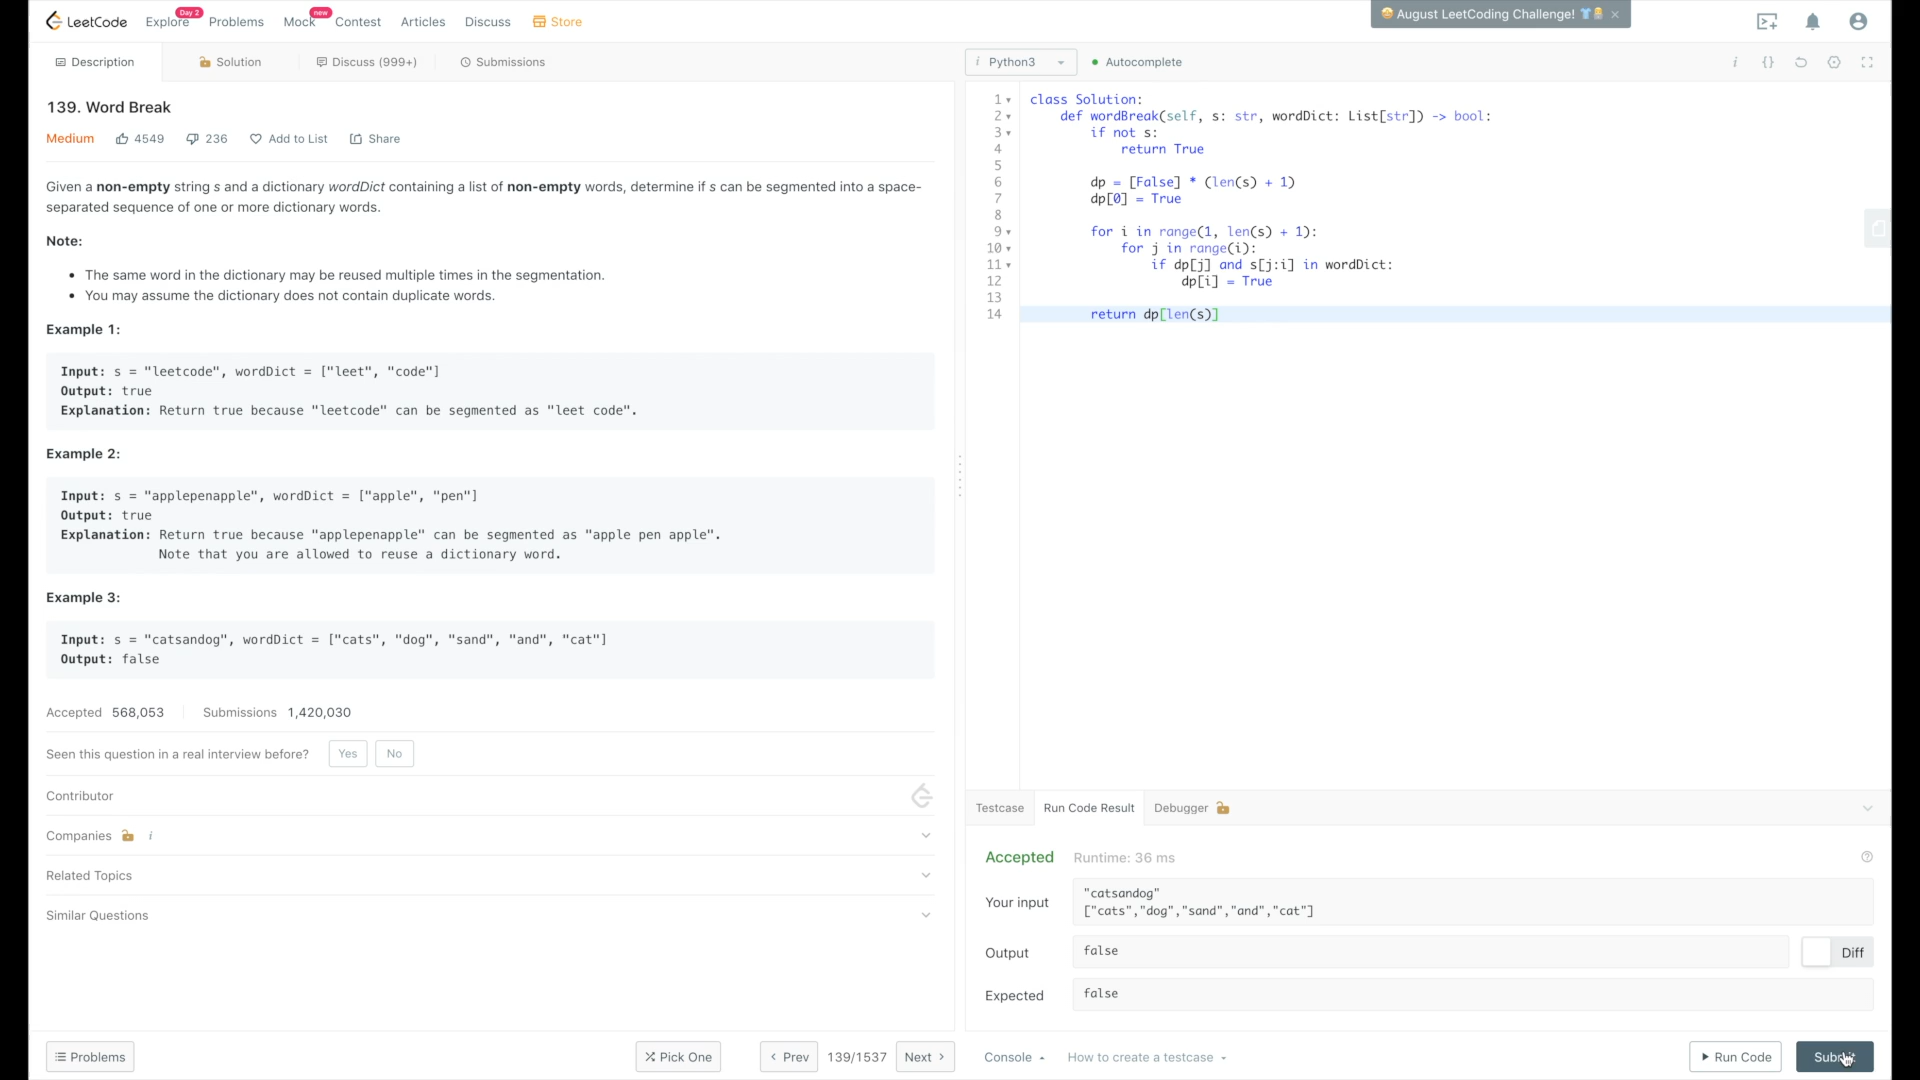 LeetCode
Explore Day 2 Problems Mock new Contest Articles Discuss Store
August LeetCoding Challenge! ×
Description Solution Discuss (999+) Submissions
i Python3 Autocomplete i {}
139. Word Break
Medium 4549 236 Add to List Share
Given a non-empty string s and a dictionary wordDict containing a list of non-empty words, determine if s can be segmented into a space-
separated sequence of one or more dictionary words.
Note:
• The same word in the dictionary may be reused multiple times in the segmentation.
• You may assume the dictionary does not contain duplicate words.
Example 1:
Input: s = "leetcode", wordDict = ["leet", "code"]
Output: true
Explanation: Return true because "leetcode" can be segmented as "leet code".
Example 2:
Input: s = "applepenapple", wordDict = ["apple", "pen"]
Output: true
Explanation: Return true because "applepenapple" can be segmented as "apple pen apple".
Note that you are allowed to reuse a dictionary word.
Example 3:
Input: s = "catsandog", wordDict = ["cats", "dog", "sand", "and", "cat"]
Output: false
Accepted 568,053 Submissions 1,420,030
Seen this question in a real interview before? Yes No
Contributor
Companies i
Related Topics
Similar Questions
Problems Pick One Prev 139/1537 Next
1 class Solution:
2 def wordBreak(self, s: str, wordDict: List[str]) -> bool:
3 if not s:
4 return True
5
6 dp = [False] * (len(s) + 1)
7 dp[0] = True
8
9 for i in range(1, len(s) + 1):
10 for j in range(i):
11 if dp[j] and s[j:i] in wordDict:
12 dp[i] = True
13
14 return dp[len(s)]
Testcase Run Code Result Debugger
Accepted Runtime: 36 ms
Your input
"catsandog"
["cats","dog","sand","and","cat"]
Output false Diff
Expected false
Console How to create a testcase Run Code Submit